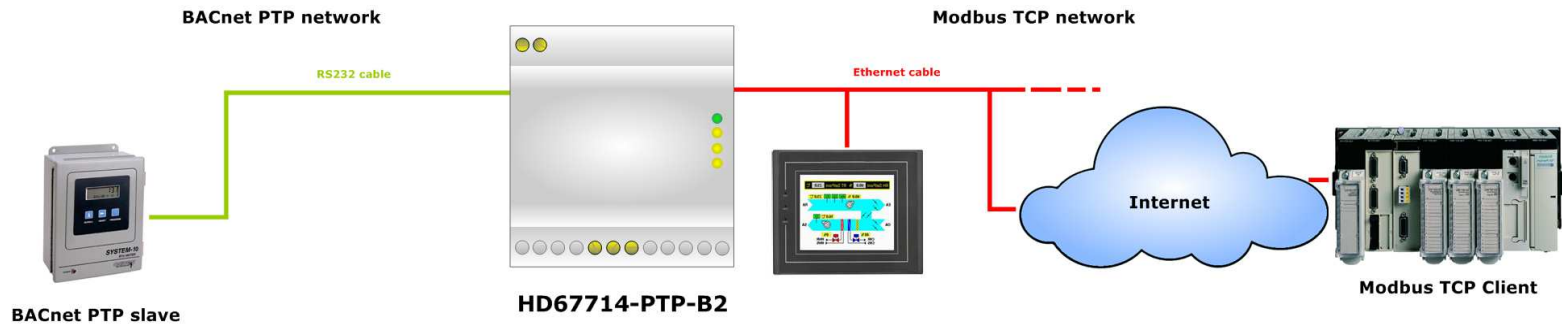 BACnet PTP network
Modbus TCP network
RS232 cable
Ethernet cable
SYSTEM-10
Internet
BACnet PTP slave
HD67714-PTP-B2
Modbus TCP Client